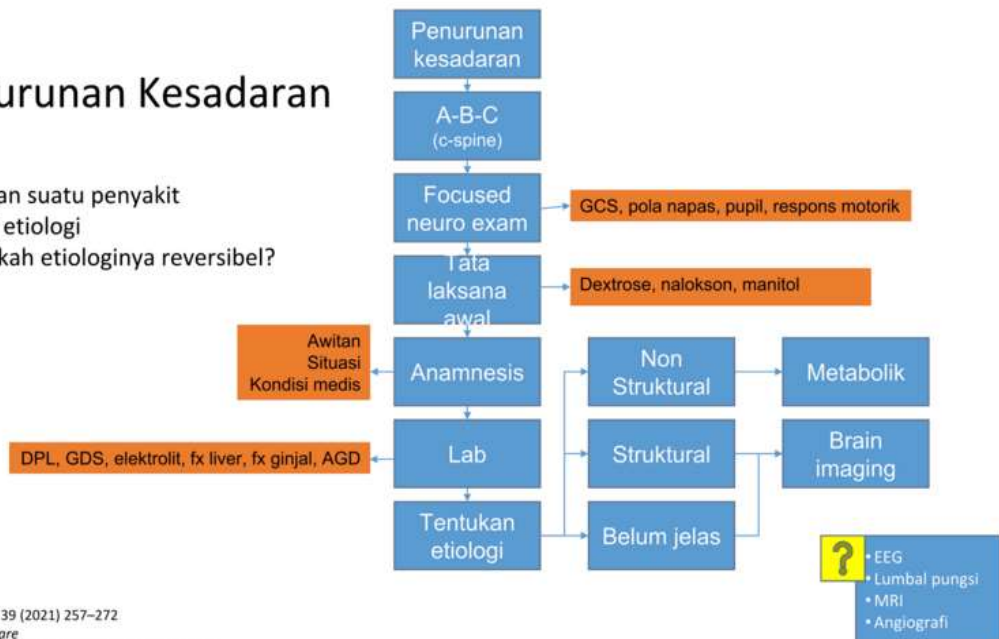 urunan Kesadaran
an suatu penyakit
etiologi
kah etiologinya reversibel?
Penurunan
kesadaran
A-B-C
(c-spine)
Focused
neuro exam
GCS, pola napas, pupil, respons motorik
Tata
laksana
awal
Dextrose, nalokson, manitol
Awitan
Situasi
Kondisi medis
Anamnesis
Non
Struktural
Metabolik
DPL, GDS, elektrolit, fx liver, fx ginjal, AGD
Lab
Struktural
Brain
imaging
Tentukan
etiologi
Belum jelas
?
• EEG
• Lumbal pungsi
• MRI
• Angiografi
39 (2021) 257–272
are